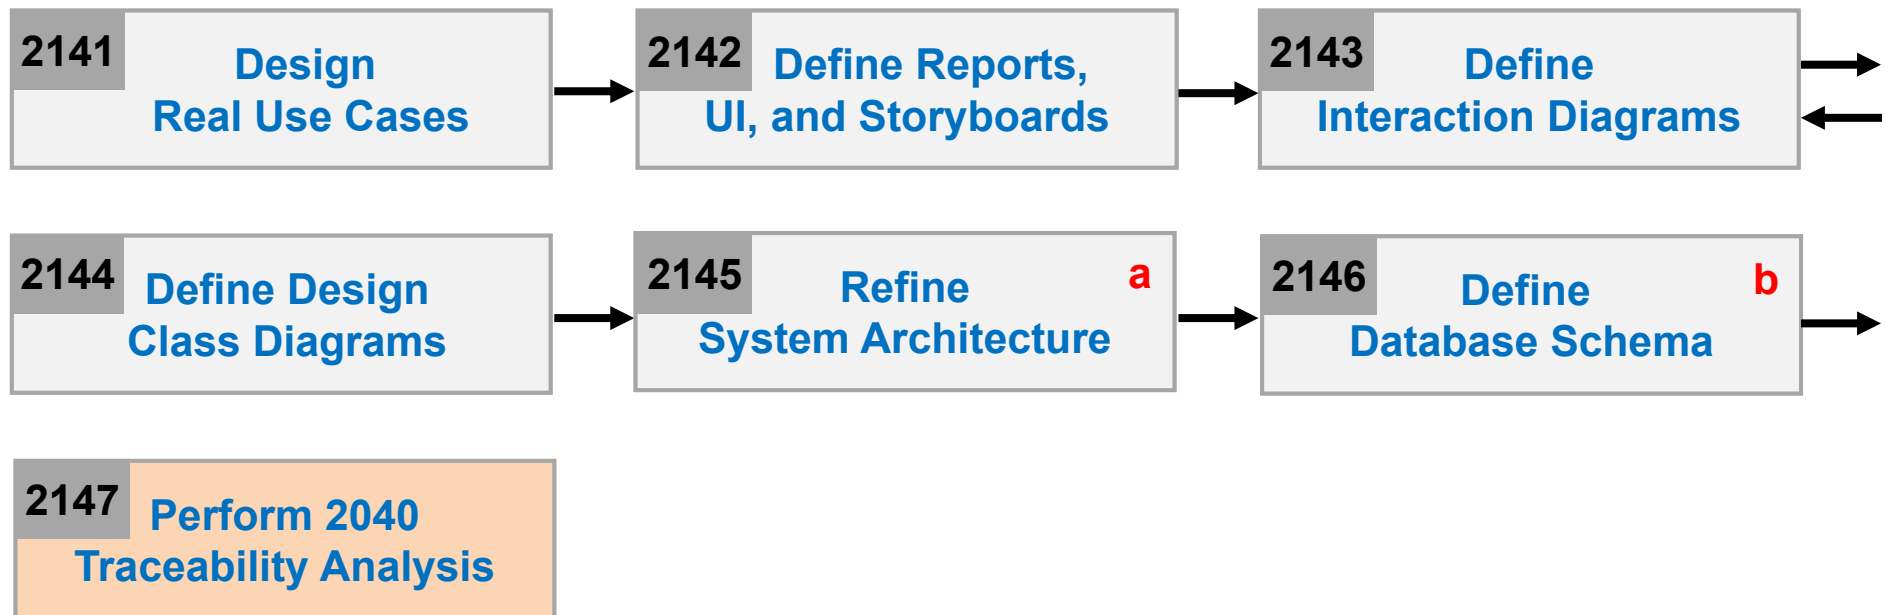 2141
Design
Real Use Cases
2142
Define Reports,
UI, and Storyboards
2143
Define
Interaction Diagrams
2144
Define Design
Class Diagrams
2145
Refine
a
System Architecture
2146
Define
b
Database Schema
2147
Perform 2040
Traceability Analysis